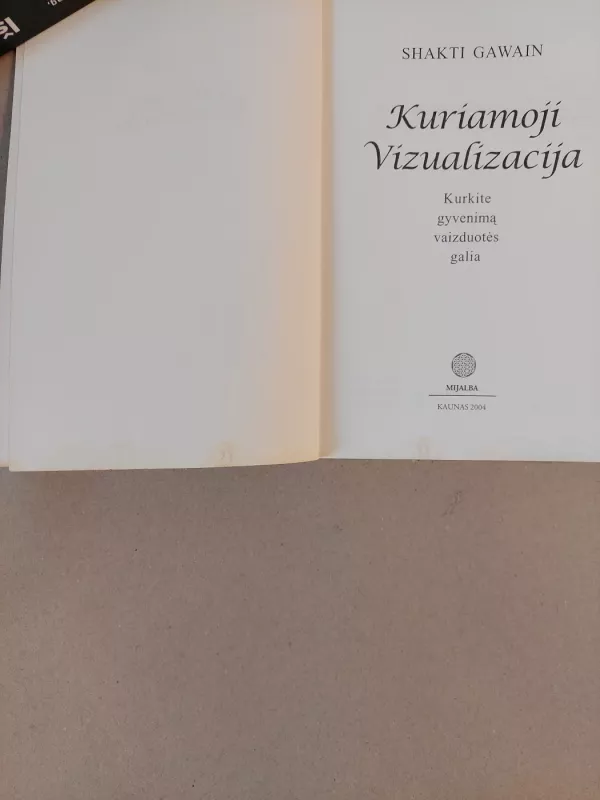 SHAKTI GAWAIN
Kuriamoji
Vizualizacija
Kurkite
gyvenimą
vaizduotės
galia
MIJALBA
KAUNAS 2004